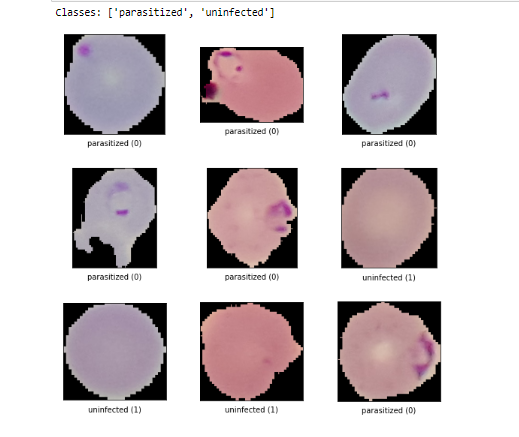 Classes: ['parasitized', 'uninfected']
parasitized (0)
parasitized (0)
parasitized (0)
parasitized (0)
parasitized (0)
uninfected (1)
uninfected (1)
uninfected (1)
parasitized (0)